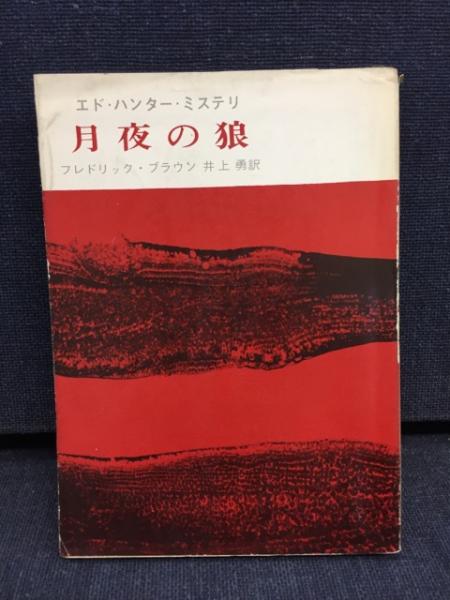 エド・ハンター・ミステリ
月夜の狼
フレドリック・ブラウン 井上 勇訳